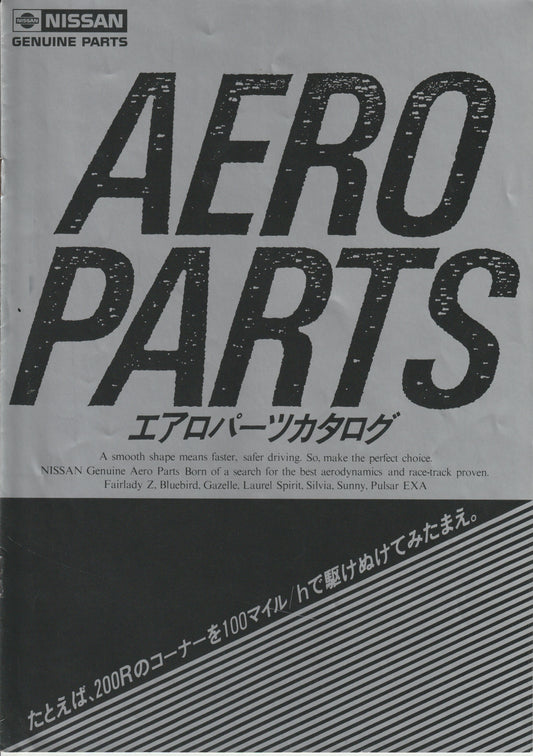 NISSAN NISSAN
GENUINE PARTS
AERO
PARTS
エアロパーツカタログ
A smooth shape means faster, safer driving. So, make the perfect choice.
NISSAN Genuine Aero Parts Born of a search for the best aerodynamics and race-track proven.
Fairlady Z, Bluebird, Gazelle, Laurel Spirit, Silvia, Sunny, Pulsar EXA
たとえば、200Rのコーナーを100マイル/hで駆けぬけてみたまえ。